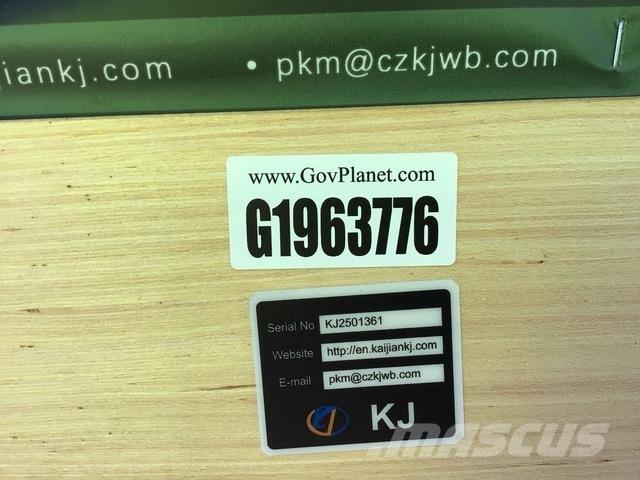 jiankj.com • pkm@czkjwb.com
www.GovPlanet.com
G1963776
Serial No KJ2501361
Website http://en.kaijiankj.com
E-mail pkm@czkjwb.com
KJ
MASCUS